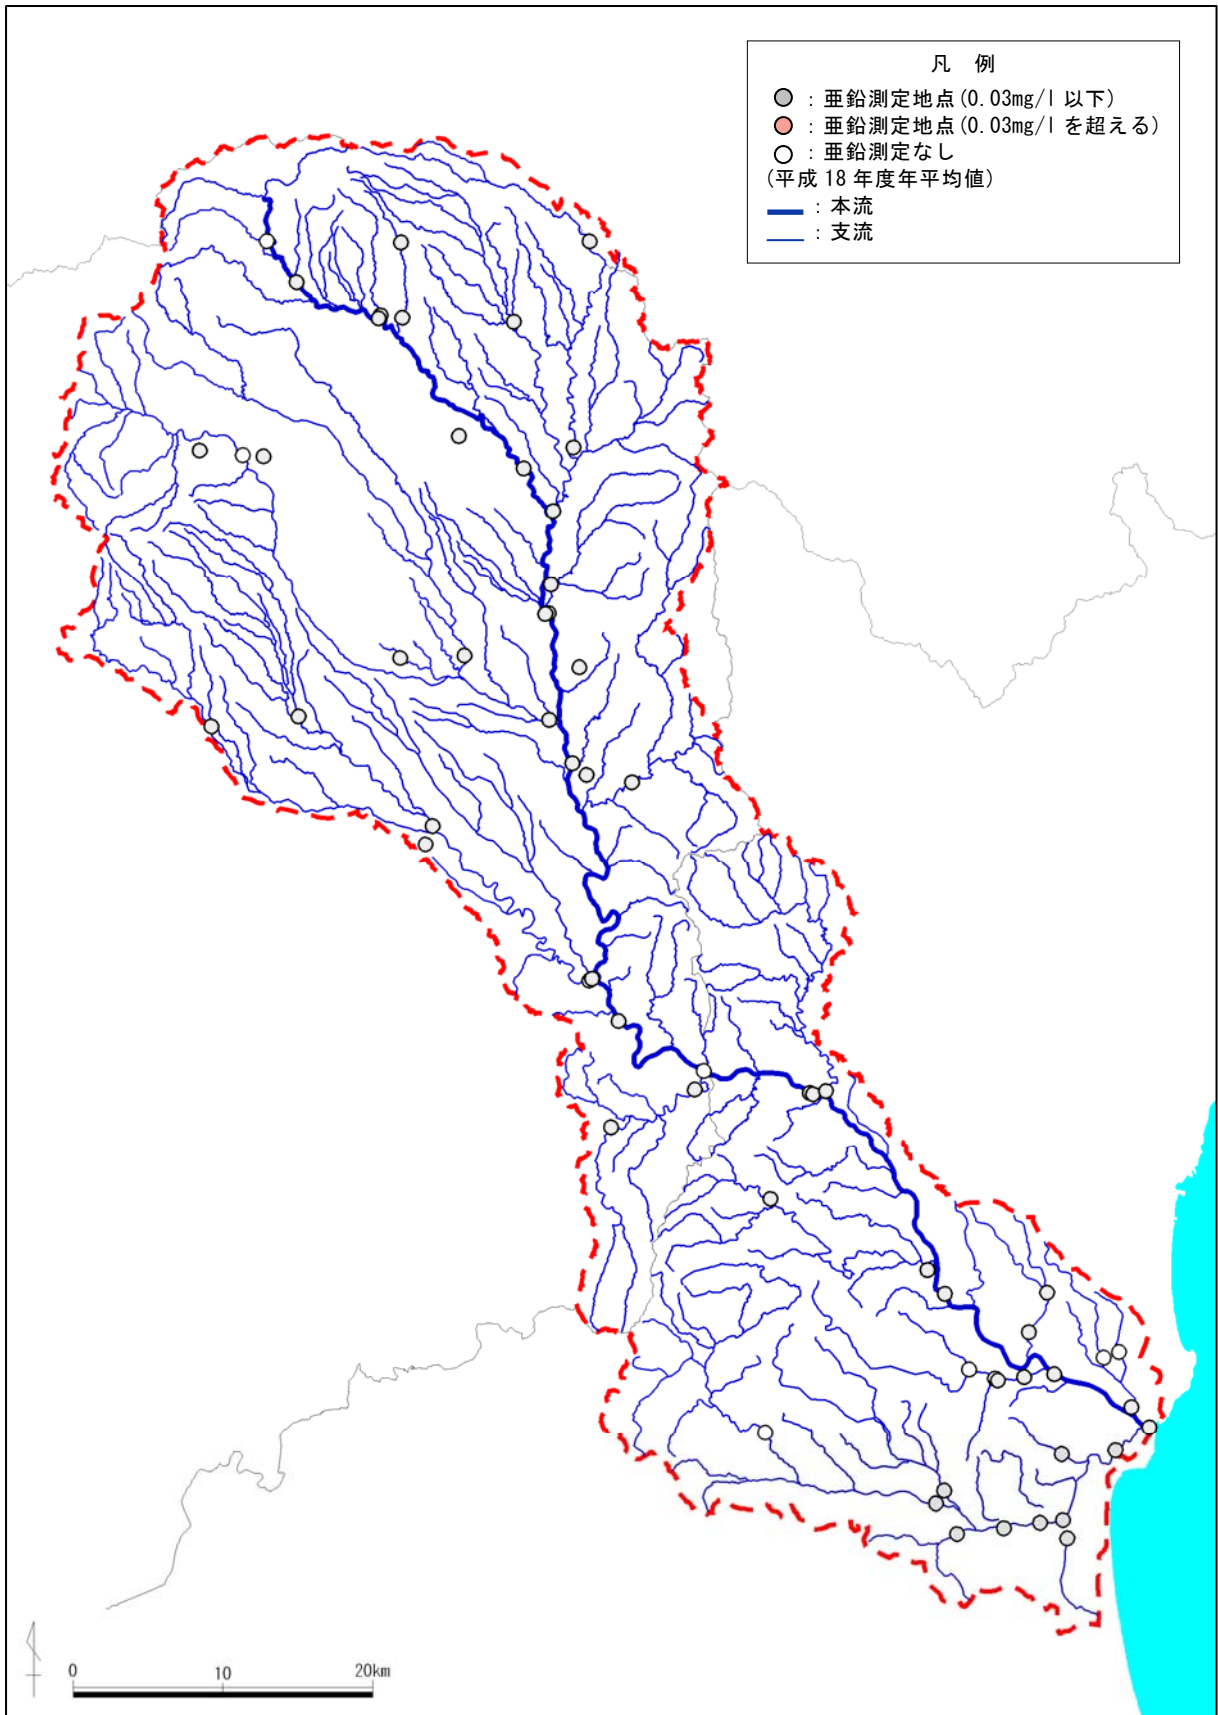 凡 例
：亜鉛測定地点(0.03mg/l 以下)
：亜鉛測定地点(0.03mg/l を超える)
：亜鉛測定なし
(平成 18 年度年平均値)
：本流
：支流
0 10 20km